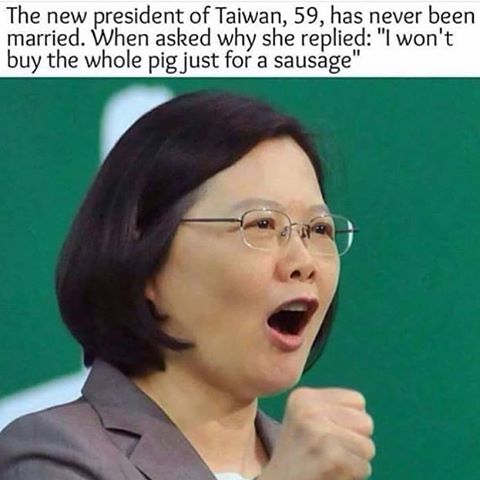 The new president of Taiwan, 59, has never been
married. When asked why she replied: "I won't
buy the whole pig just for a sausage"